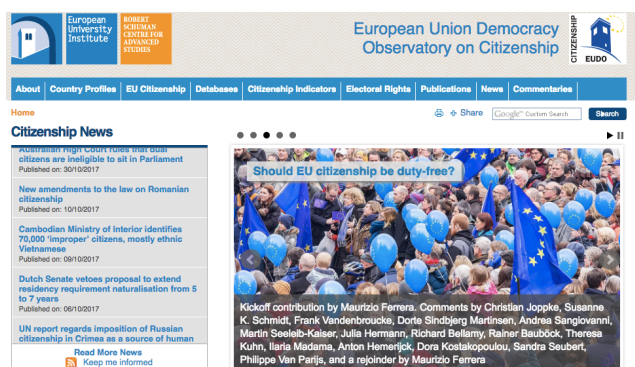 European
University
Institute
ROBERT
SCHUMAN
CENTRE FOR
ADVANCED
STUDIES
European Union Democracy
Observatory on Citizenship
CITIZENSHIP
EUDO
About
Country Profiles
EU Citizenship
Databases
Citizenship Indicators
Electoral Rights
Publications
News
Commentaries
Home
Share
Google™ Custom Search
Search
Citizenship News
Australian High Court rules that dual
citizens are ineligible to sit in Parliament
Published on: 30/10/2017
New amendments to the law on Romanian
citizenship
Published on: 10/10/2017
Cambodian Ministry of Interior identifies
70,000 'improper' citizens, mostly ethnic
Vietnamese
Published on: 09/10/2017
Dutch Senate vetoes proposal to extend
residency requirement naturalisation from 5
to 7 years
Published on: 06/10/2017
UN report regards imposition of Russian
citizenship in Crimea as a source of human
Read More News
Keep me informed
Should EU citizenship be duty-free?
Kickoff contribution by Maurizio Ferrera. Comments by Christian Joppke, Susanne
K. Schmidt, Frank Vandenbroucke, Dorte Sindbjerg Martinsen, Andrea Sangiovanni,
Martin Seeleib-Kaiser, Julia Hermann, Richard Bellamy, Rainer Bauböck, Theresa
Kuhn, Ilaria Madama, Anton Hemerijck, Dora Kostakopoulou, Sandra Seubert,
Philippe Van Parijs, and a rejoinder by Maurizio Ferrera